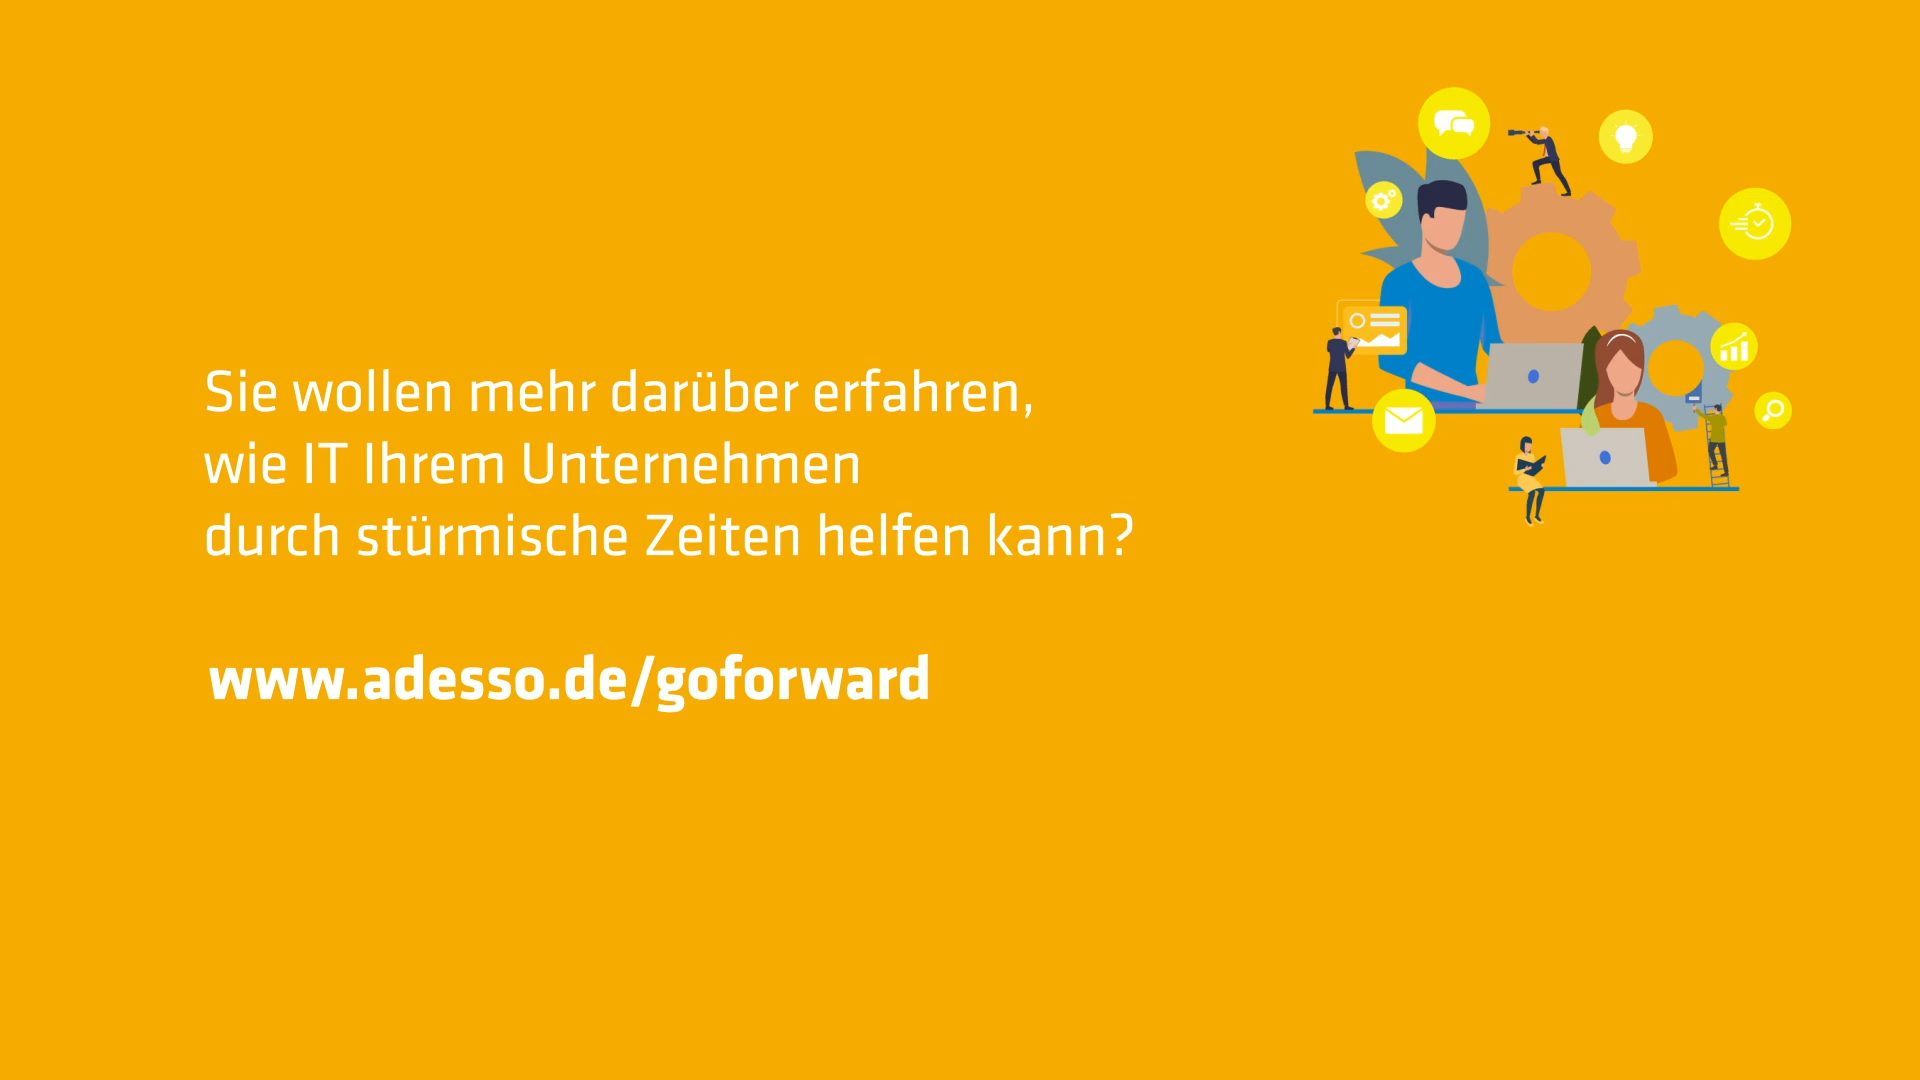 Sie wollen mehr darüber erfahren,
wie IT Ihrem Unternehmen
durch stürmische Zeiten helfen kann?
www.adesso.de/goforward